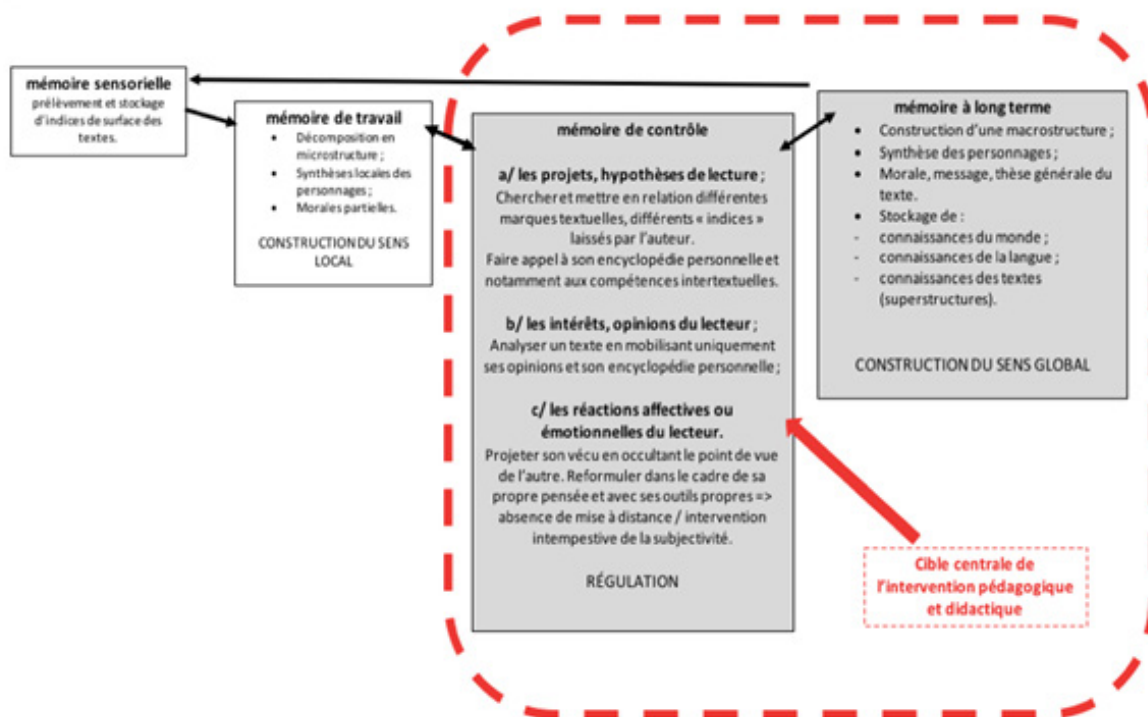 mémoire sensorielle
prélèvement et stockage
d'indices de surface des
textes.
mémoire de travail
• Décomposition en
microstructure ;
• Synthèses locales des
personnages ;
• Morales partielles.
CONSTRUCTION DU SENS
LOCAL
mémoire de contrôle
a/ les projets, hypothèses de lecture ;
Chercher et mettre en relation différentes
marques textuelles, différents « indices »
laissés par l'auteur.
Faire appel à son encyclopédie personnelle et
notamment aux compétences intertextuelles.
b/ les intérêts, opinions du lecteur ;
Analyser un texte en mobilisant uniquement
ses opinions et son encyclopédie personnelle ;
c/ les réactions affectives ou
émotionnelles du lecteur.
Projeter son vécu en occultant le point de vue
de l'autre. Reformuler dans le cadre de sa
propre pensée et avec ses outils propres =>
absence de mise à distance / intervention
intempestive de la subjectivité.
RÉGULATION
mémoire à long terme
• Construction d'une macrostructure ;
• Synthèse des personnages ;
• Morale, message, thèse générale du
texte.
• Stockage de :
- connaissances du monde ;
- connaissances de la langue ;
- connaissances des textes
(superstructures).
CONSTRUCTION DU SENS GLOBAL
Cible centrale de
l'intervention pédagogique
et didactique